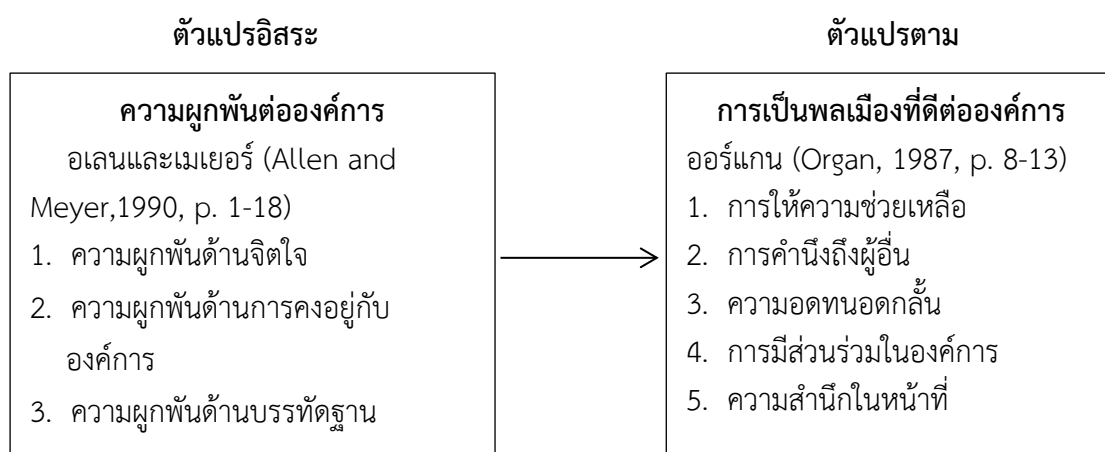 ตัวแปรอิสระ
ตัวแปรตาม
ความผูกพันต่อองค์การ
อเลนและเมเยอร์ (Allen and
Meyer,1990, p. 1-18)
1. ความผูกพันด้านจิตใจ
2. ความผูกพันด้านการคงอยู่กับ
องค์การ
3. ความผูกพันด้านบรรทัดฐาน
การเป็นพลเมืองที่ดีต่อองค์การ
ออร์แกน (Organ, 1987, p. 8-13)
1. การให้ความช่วยเหลือ
2. การคำนึงถึงผู้อื่น
3. ความอดทนอดกลั้น
4. การมีส่วนร่วมในองค์การ
5. ความสำนึกในหน้าที่